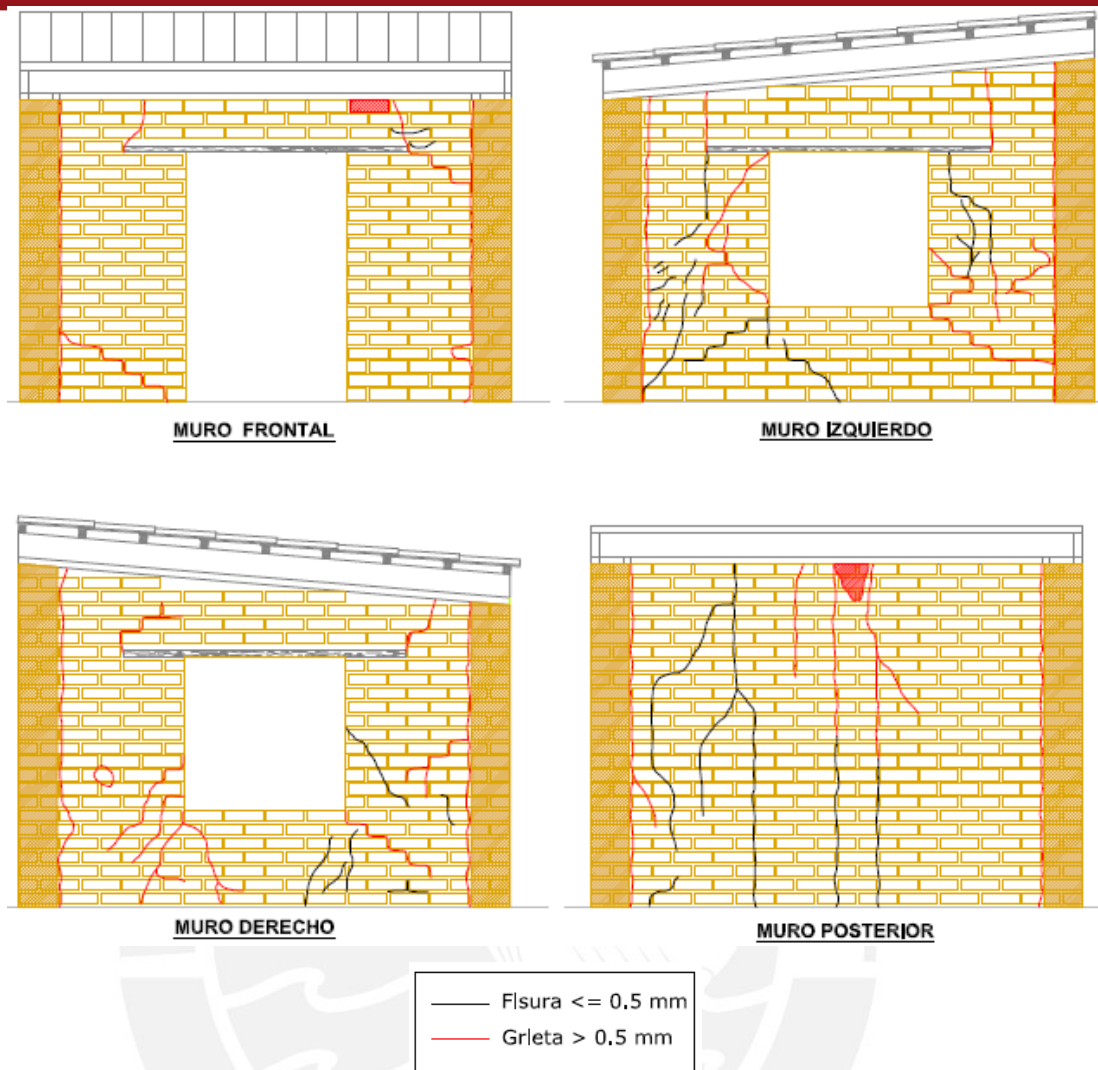 MURO FRONTAL
MURO IZQUIERDO
MURO DERECHO
MURO POSTERIOR
Fisura <= 0.5 mm
Grieta > 0.5 mm